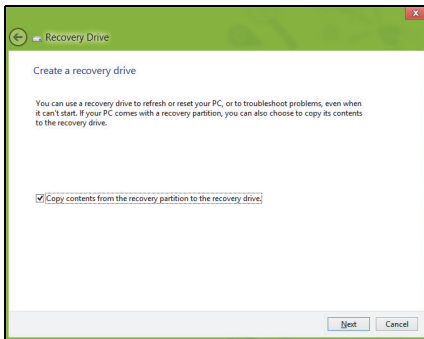 Recovery Drive
Create a recovery drive
You can use a recovery drive to refresh or reset your PC, or to troubleshoot problems, even when
it can't start. If your PC comes with a recovery partition, you can also choose to copy its contents
to the recovery drive.
Copy contents from the recovery partition to the recovery drive.
Next Cancel